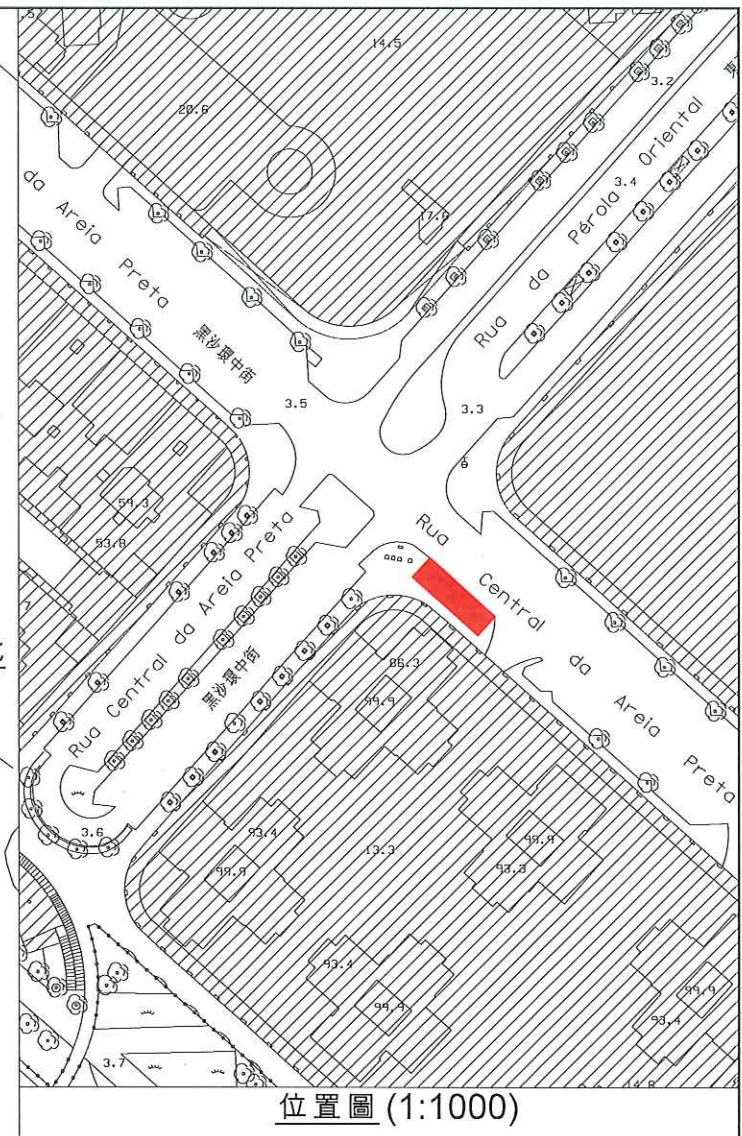 14.5
20.6
3.2
3.4
17.6
Rua da Pérola Oriental
東
da Areia Preta
黑沙環中街
3.5
3.3
59.3
53.8
Rua Central da Areia Preta
Rua Central da Areia Preta
黑沙環中街
86.3
99.9
3.6
93.4
99.9
13.3
99.9
93.3
93.4
99.9
99.9
93.4
3.7
14.8
位置圖 (1:1000)